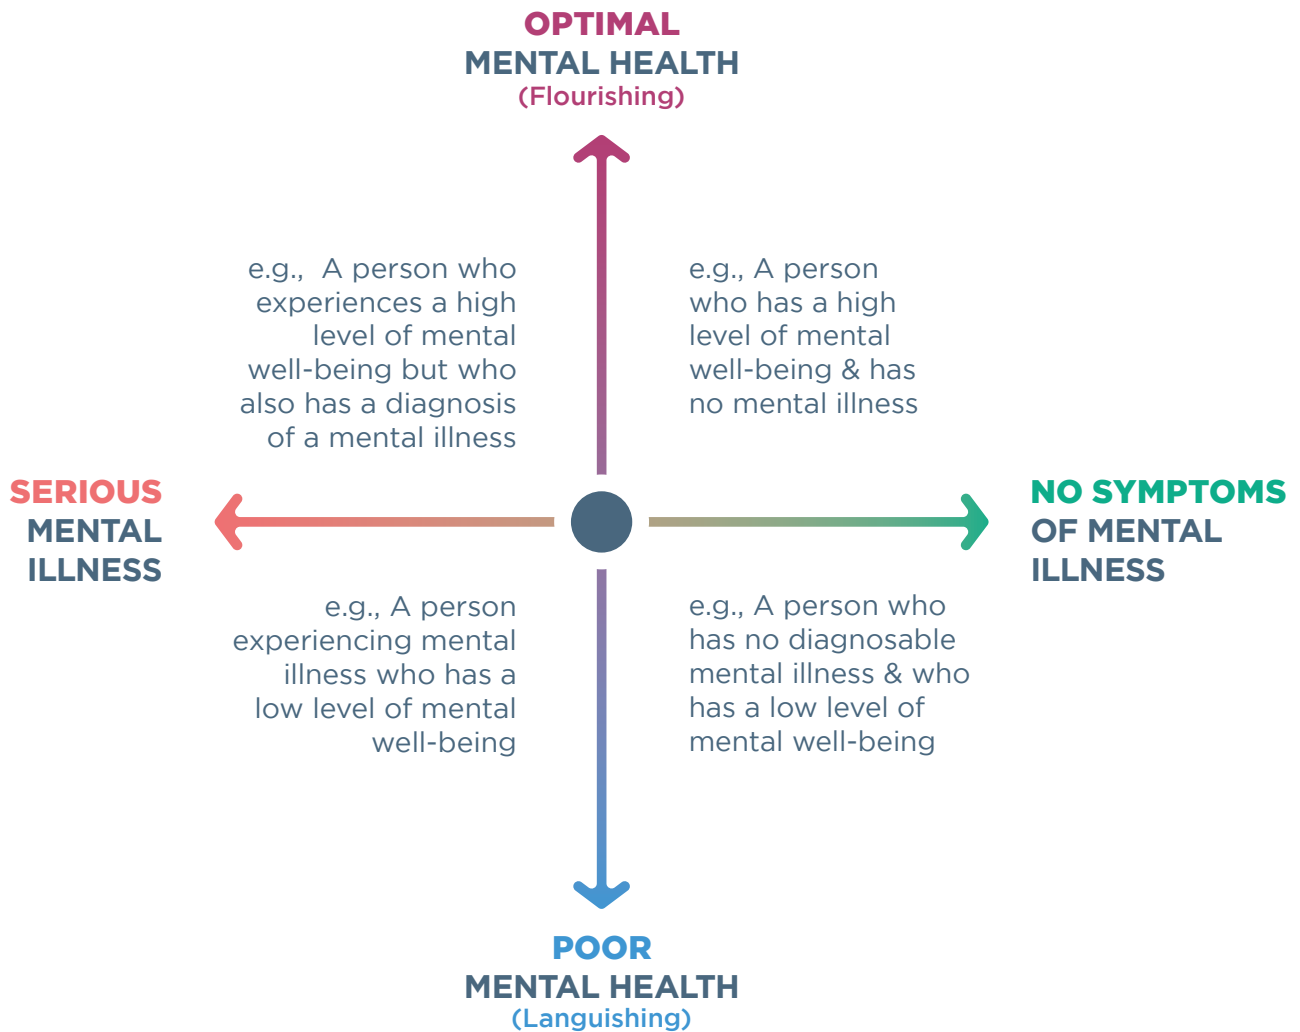 OPTIMAL
MENTAL HEALTH
(Flourishing)
e.g.,  A person who
experiences a high
level of mental
well-being but who
also has a diagnosis
of a mental illness
e.g., A person
who has a high
level of mental
well-being & has
no mental illness
SERIOUS
MENTAL
ILLNESS
NO SYMPTOMS
OF MENTAL
ILLNESS
e.g., A person
experiencing mental
illness who has a
low level of mental
well-being
e.g., A person who
has no diagnosable
mental illness & who
has a low level of
mental well-being
POOR
MENTAL HEALTH
(Languishing)